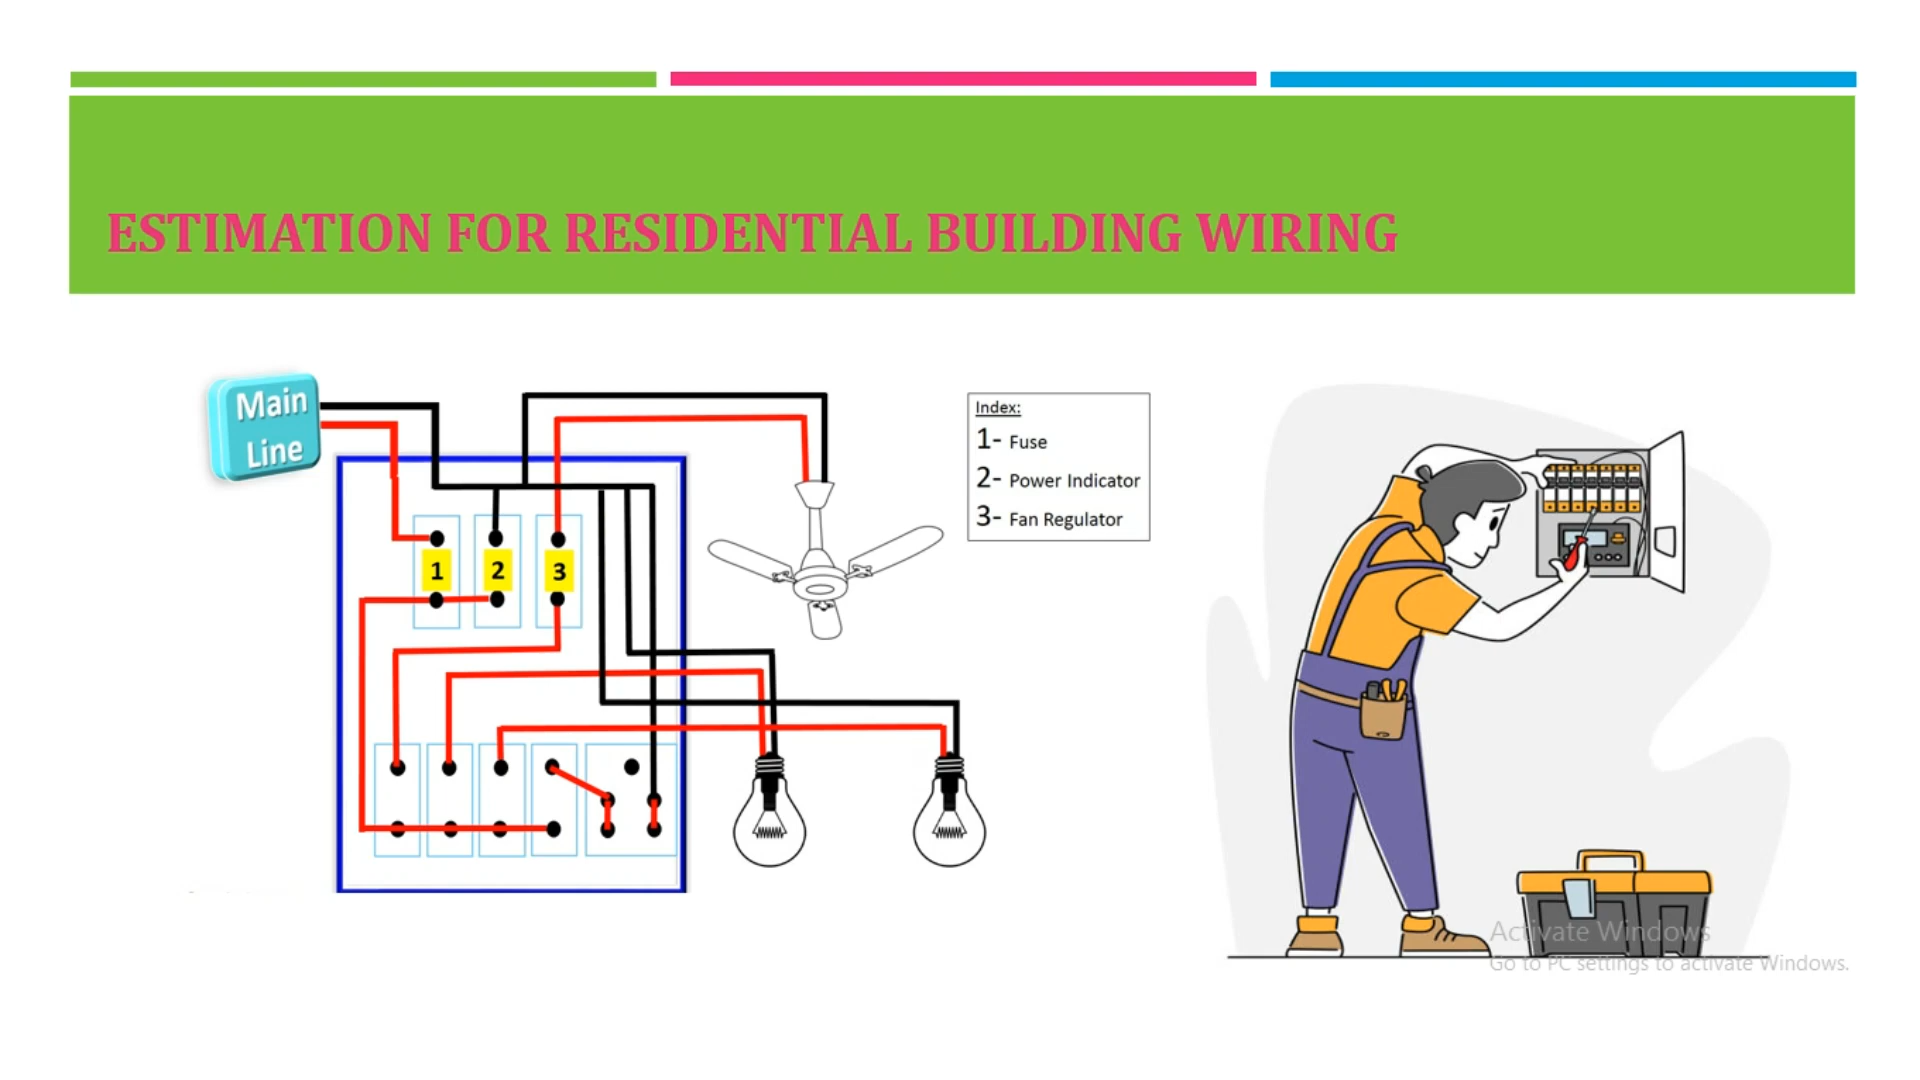 ESTIMATION FOR RESIDENTIAL BUILDING WIRING
Main
Line
1
2
3
Index:
1- Fuse
2- Power Indicator
3- Fan Regulator
Activate Windows
Go to PC settings to activate Windows.